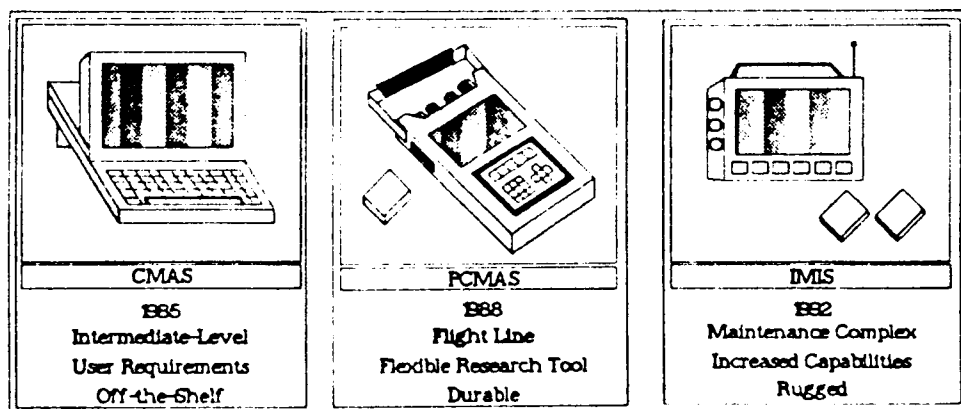 CMAS
1985
Intermediate-Level
User Requirements
Off-the-Shelf
PCMAS
1988
Flight Line
Flexible Research Tool
Durable
IMIS
1992
Maintenance Complex
Increased Capabilities
Rugged